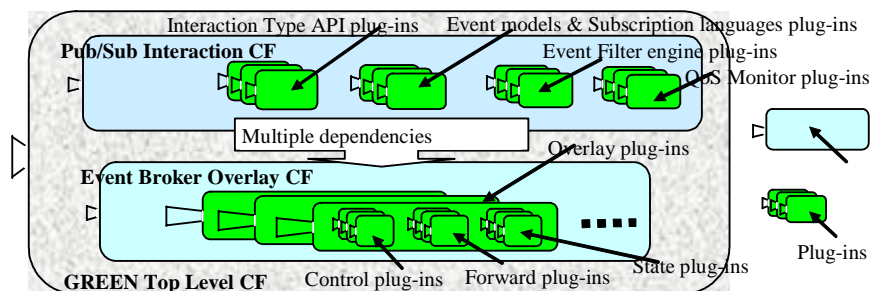 Interaction Type API plug-ins
Event models & Subscription languages plug-ins
Pub/Sub Interaction CF
Event Filter engine plug-ins
QoS Monitor plug-ins
Multiple dependencies
Overlay plug-ins
Event Broker Overlay CF
Plug-ins
State plug-ins
Control plug-ins
Forward plug-ins
GREEN Top Level CF